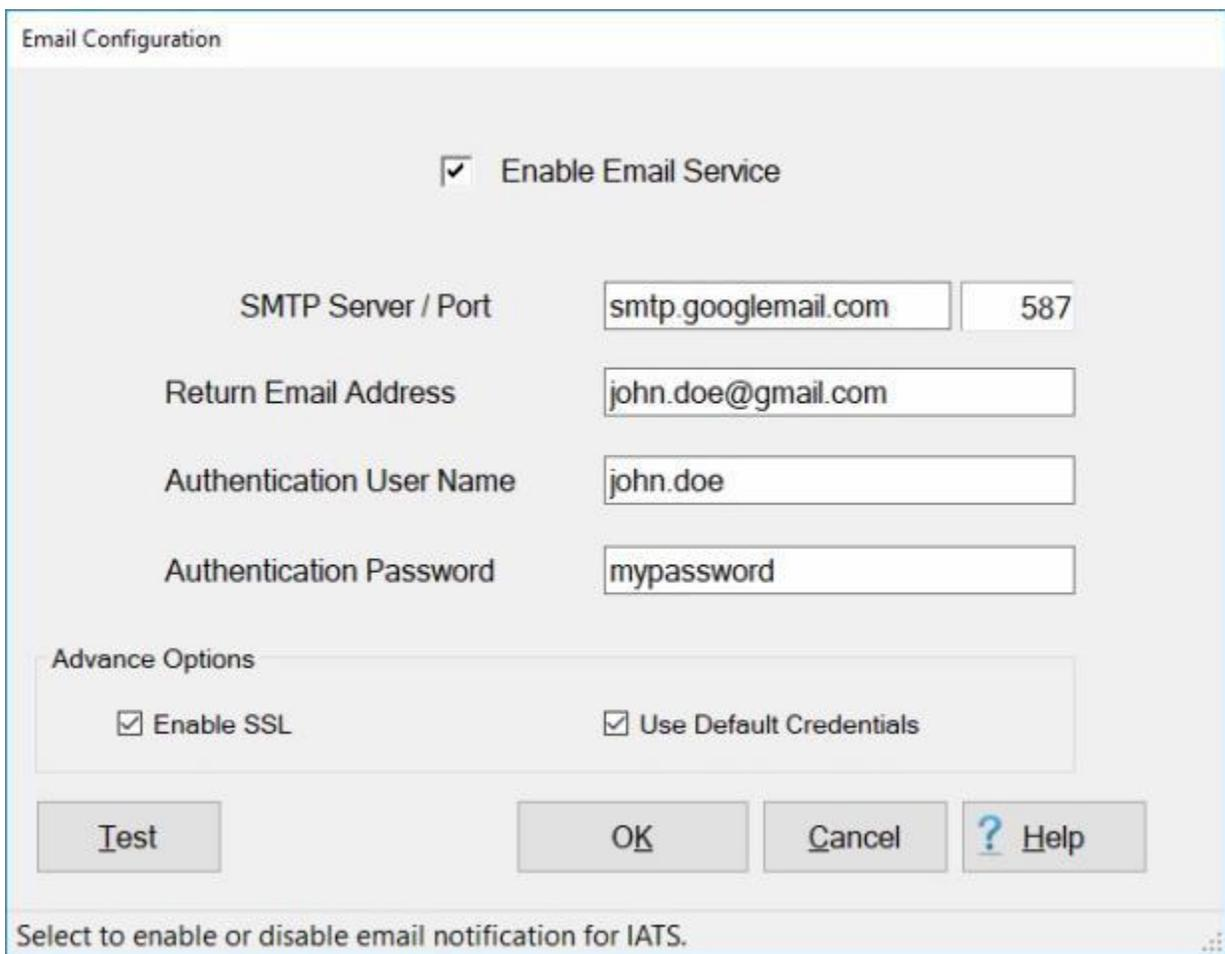 Email Configuration
Enable Email Service
SMTP Server / Port smtp.googlemail.com 587
Return Email Address john.doe@gmail.com
Authentication User Name john.doe
Authentication Password mypassword
Advance Options
Enable SSL Use Default Credentials
Test OK Cancel ? Help
Select to enable or disable email notification for IATS.